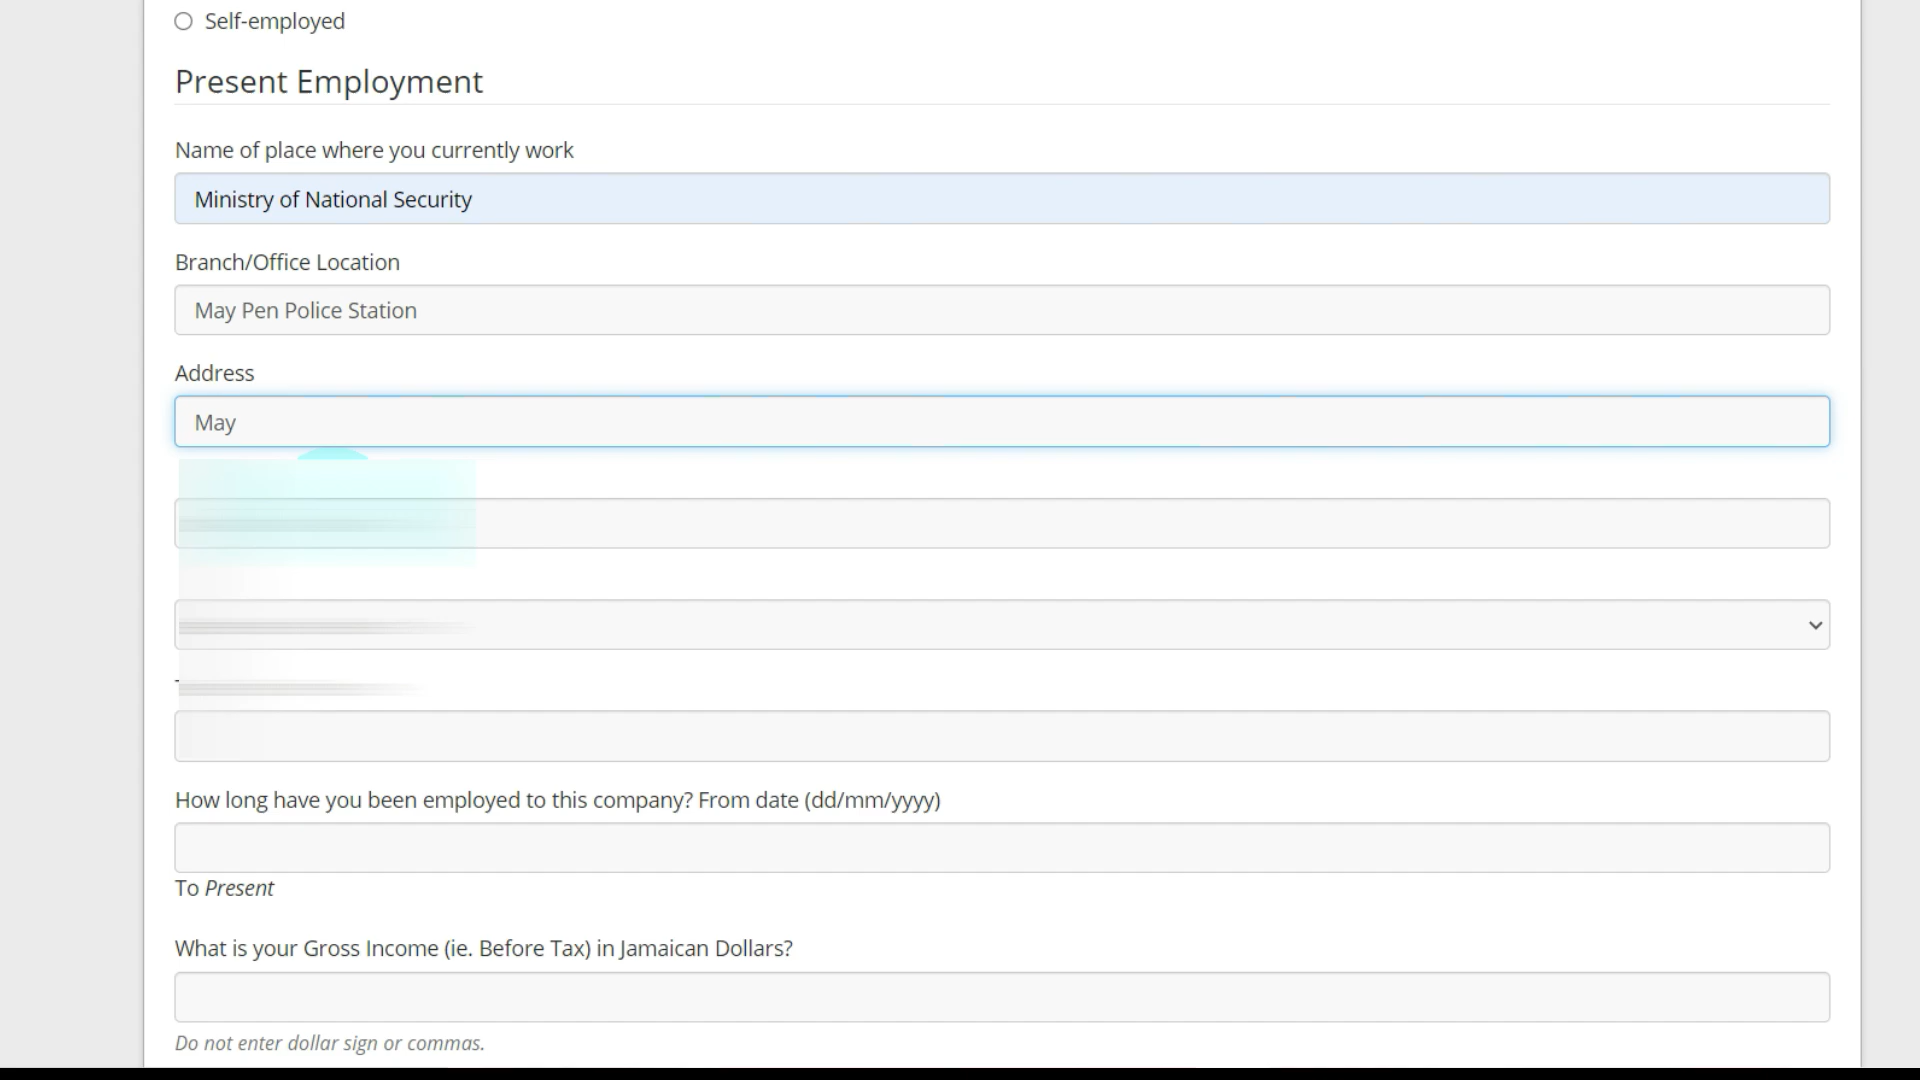 Self-employed
Present Employment
Name of place where you currently work
Ministry of National Security
Branch/Office Location
May Pen Police Station
Address
May
How long have you been employed to this company? From date (dd/mm/yyyy)
To Present
What is your Gross Income (ie. Before Tax) in Jamaican Dollars?
Do not enter dollar sign or commas.